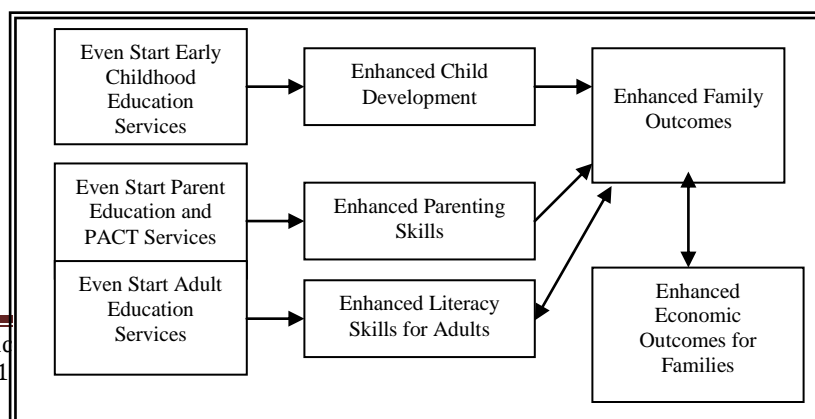 Even Start Early
Childhood
Education
Services
Enhanced Child
Development
Enhanced Family
Outcomes
Even Start Parent
Education and
PACT Services
Enhanced Parenting
Skills
Even Start Adult
Education
Services
Enhanced Literacy
Skills for Adults
Enhanced
Economic
Outcomes for
Families